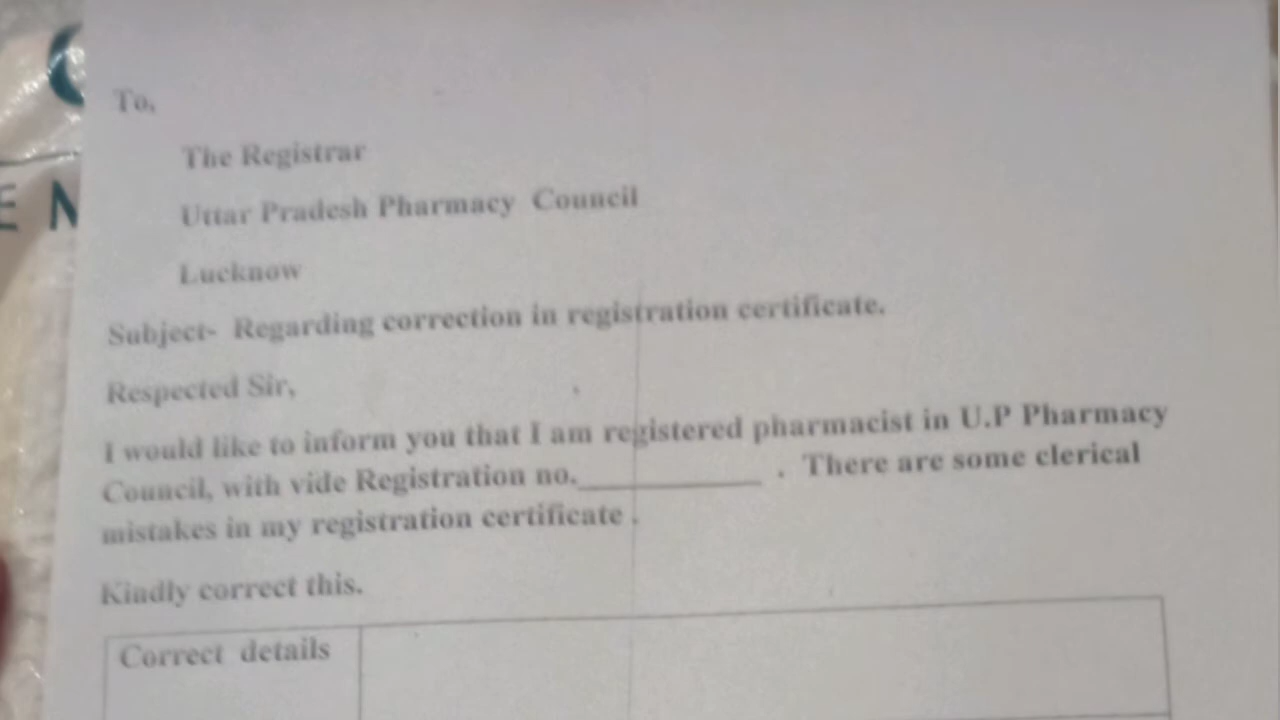 To,
The Registrar
Uttar Pradesh Pharmacy Council
Lucknow
Subject- Regarding correction in registration certificate.
Respected Sir,
I would like to inform you that I am registered pharmacist in U.P Pharmacy
Council, with vide Registration no.__________ . There are some clerical
mistakes in my registration certificate .
Kindly correct this.
Correct details